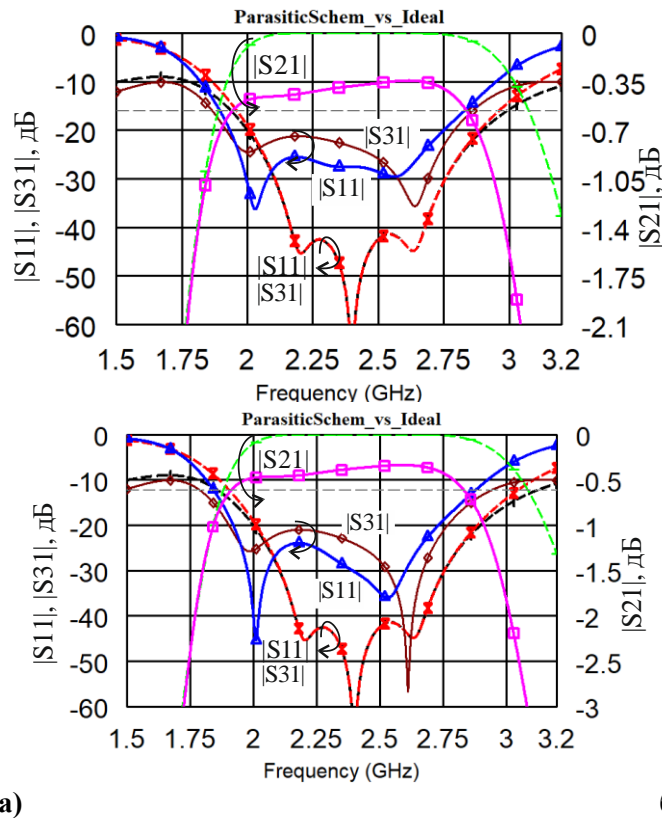 ParasiticSchem_vs_Ideal
0
-10
-20
-30
-40
-50
-60
|S11|, |S31|, дБ
|S21|
|S31|
|S11|
|S11|
|S31|
0
-0.35
-0.7
-1.05
-1.4
-1.75
-2.1
|S21|, дБ
1.5 1.75 2 2.25 2.5 2.75 3 3.2
Frequency (GHz)
ParasiticSchem_vs_Ideal
0
-10
-20
-30
-40
-50
-60
|S11|, |S31|, дБ
|S21|
|S31|
|S11|
|S11|
|S31|
0
-0.5
-1
-1.5
-2
-2.5
-3
|S21|, дБ
1.5 1.75 2 2.25 2.5 2.75 3 3.2
Frequency (GHz)
а)